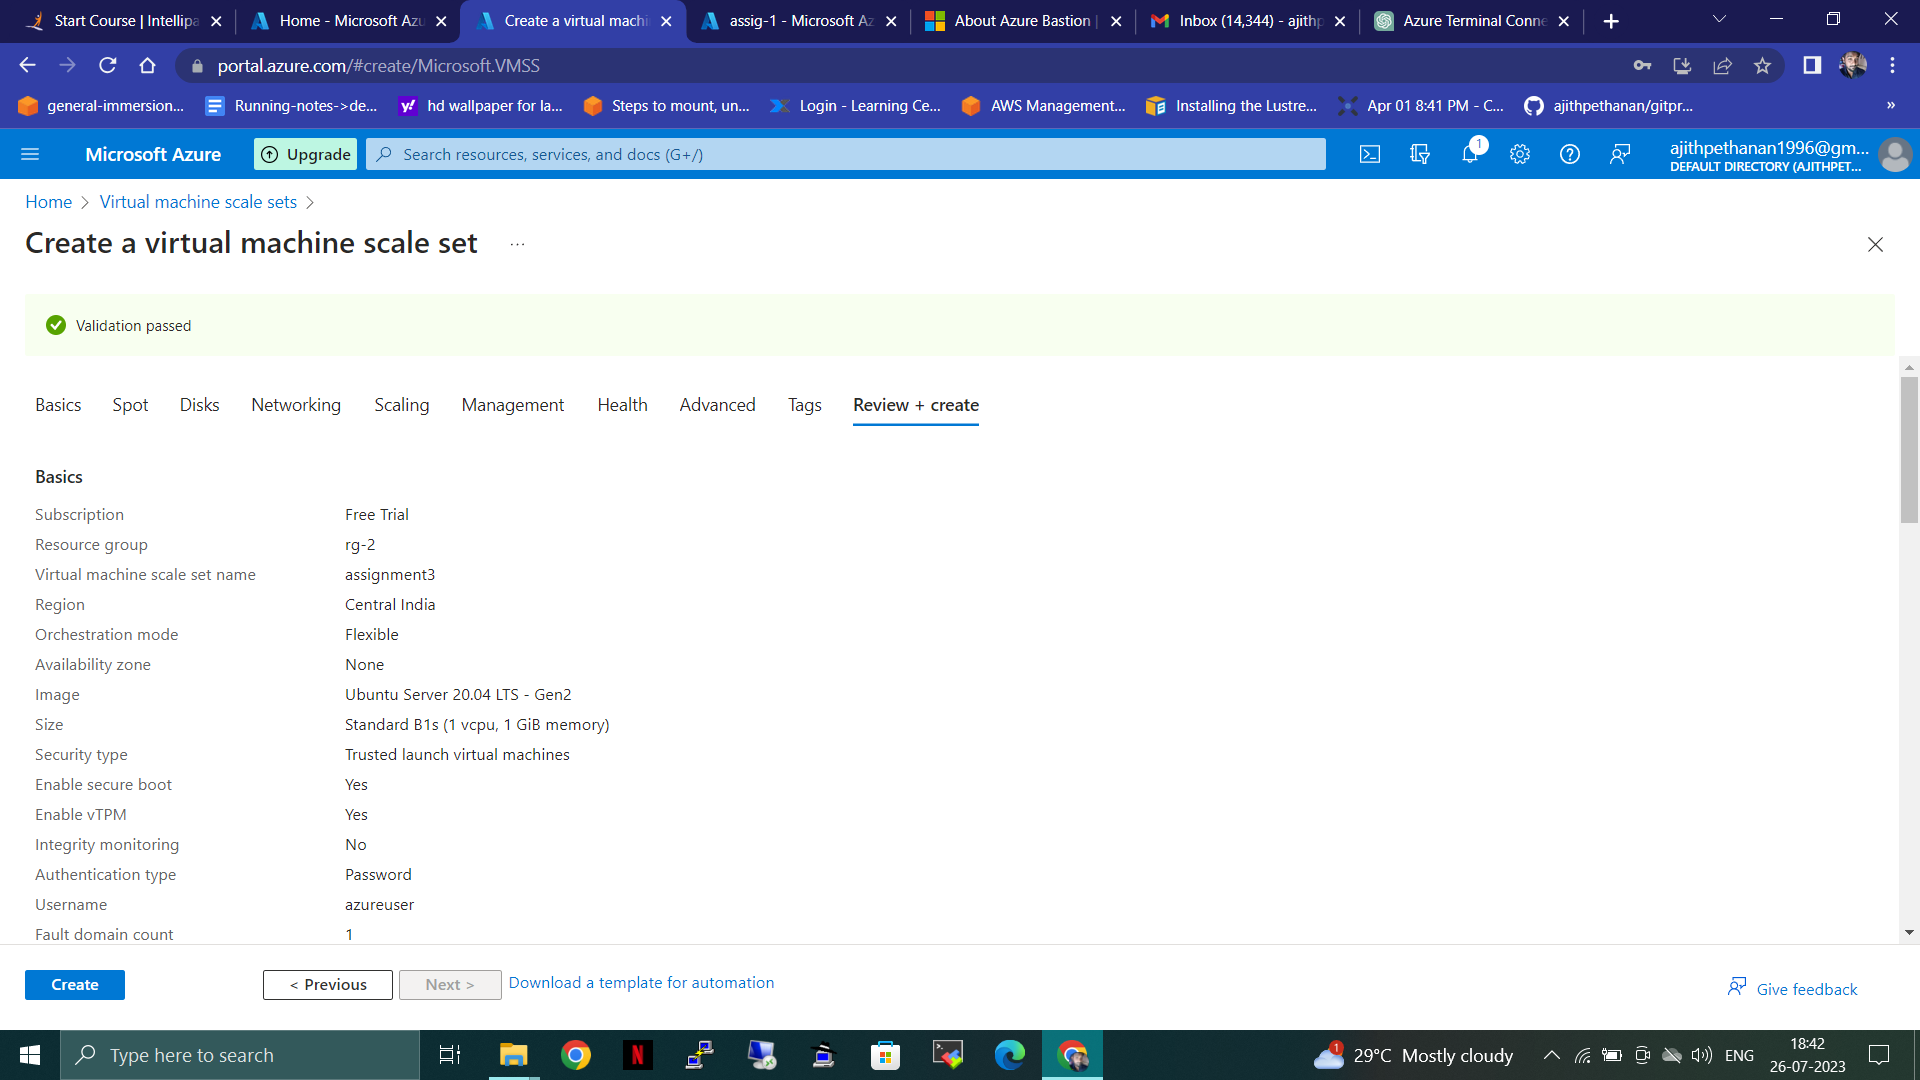 Start Course | Intellipa
Home - Microsoft Azu
Create a virtual machi
assig-1 - Microsoft Az
About Azure Bastion |
Inbox (14,344) - ajithp
Azure Terminal Conne
portal.azure.com/#create/Microsoft.VMSS
general-immersion...
Running-notes->de...
hd wallpaper for la...
Steps to mount, un...
Login - Learning Ce...
AWS Management...
Installing the Lustre...
Apr 01 8:41 PM - C...
ajithpethanan/gitpr...
»
Microsoft Azure
Upgrade
Search resources, services, and docs (G+/)
1
ajithpethanan1996@gm...
DEFAULT DIRECTORY (AJITHPET...
Home > Virtual machine scale sets >
Create a virtual machine scale set ...
Validation passed
Basics Spot Disks Networking Scaling Management Health Advanced Tags Review + create
Basics
Subscription Free Trial
Resource group rg-2
Virtual machine scale set name assignment3
Region Central India
Orchestration mode Flexible
Availability zone None
Image Ubuntu Server 20.04 LTS - Gen2
Size Standard B1s (1 vcpu, 1 GiB memory)
Security type Trusted launch virtual machines
Enable secure boot Yes
Enable vTPM Yes
Integrity monitoring No
Authentication type Password
Username azureuser
Fault domain count 1
Create
< Previous
Next >
Download a template for automation
Give feedback
Type here to search
1
29°C Mostly cloudy
ENG
18:42
26-07-2023